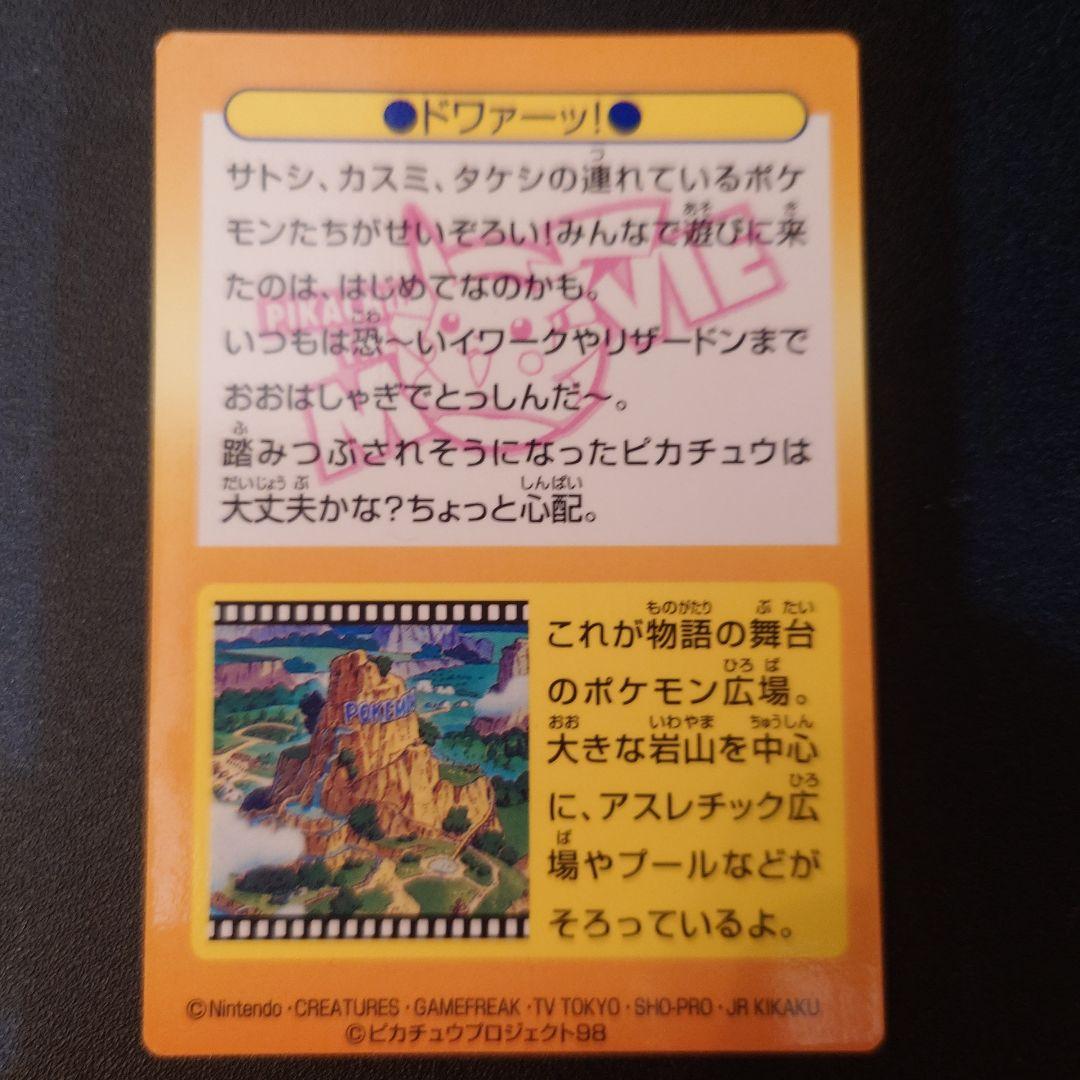 ●ドワァーッ!●
サトシ、カスミ、タケシの連れているポケ
モンたちがせいぞろい!みんなで遊びに来
たのは、はじめてなのかも。
いつもは恐〜いイワークやリザードンまで
おおはしゃぎでとっしんだ〜。
踏みつぶされそうになったピカチュウは
大丈夫かな?ちょっと心配。
PIKACHU
MOVIE
POKEMON
これが物語の舞台
のポケモン広場。
大きな岩山を中心
に、アスレチック広
場やプールなどが
そろっているよ。
©Nintendo・CREATURES・GAMEFREAK・TV TOKYO・SHO-PRO・JR KIKAKU
©ピカチュウプロジェクト98